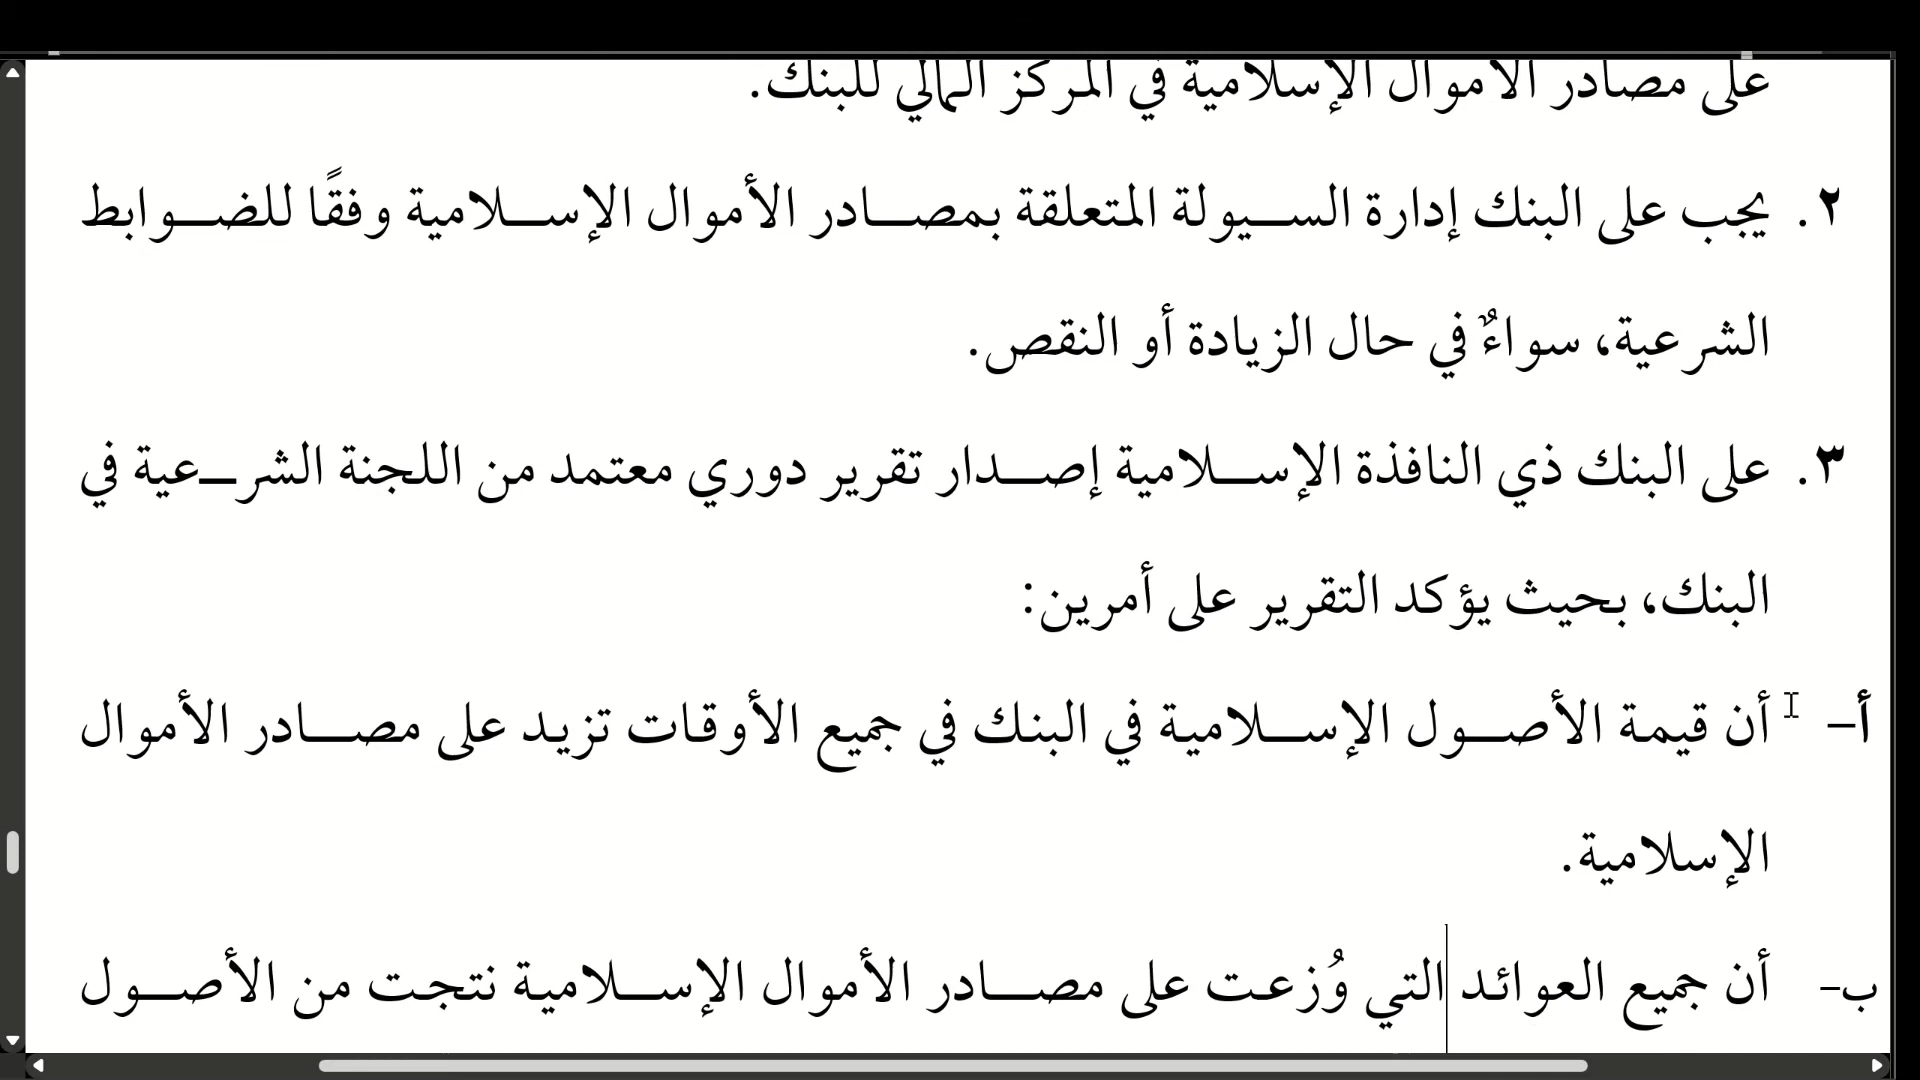 على مصادر الأموال الإسلامية في المركز المالي للبنك.
٢. يجب على البنك إدارة السيولة المتعلقة بمصادر الأموال الإسلامية وفقًا للضوابط
الشرعية، سواءٌ في حال الزيادة أو النقص.
٣. على البنك ذي النافذة الإسلامية إصدار تقرير دوري معتمد من اللجنة الشرعية في
البنك، بحيث يؤكد التقرير على أمرين:
أ- أن قيمة الأصول الإسلامية في البنك في جميع الأوقات تزيد على مصادر الأموال
الإسلامية.
ب- أن جميع العوائد التي وُزعت على مصادر الأموال الإسلامية نتجت من الأصول